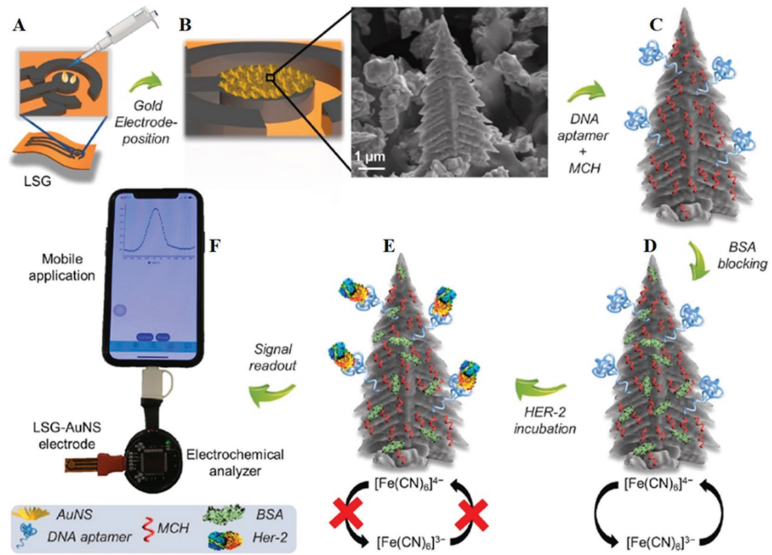 A
B
C
Gold
Electrode-
position
LSG
1 µm
DNA
aptamer
+
MCH
Mobile
application
F
E
D
BSA
blocking
Signal
readout
HER-2
incubation
LSG-AuNS
electrode
Electrochemical
analyzer
[Fe(CN)6]4−
[Fe(CN)6]3−
[Fe(CN)6]4−
[Fe(CN)6]3−
AuNS
DNA aptamer
MCH
BSA
Her-2